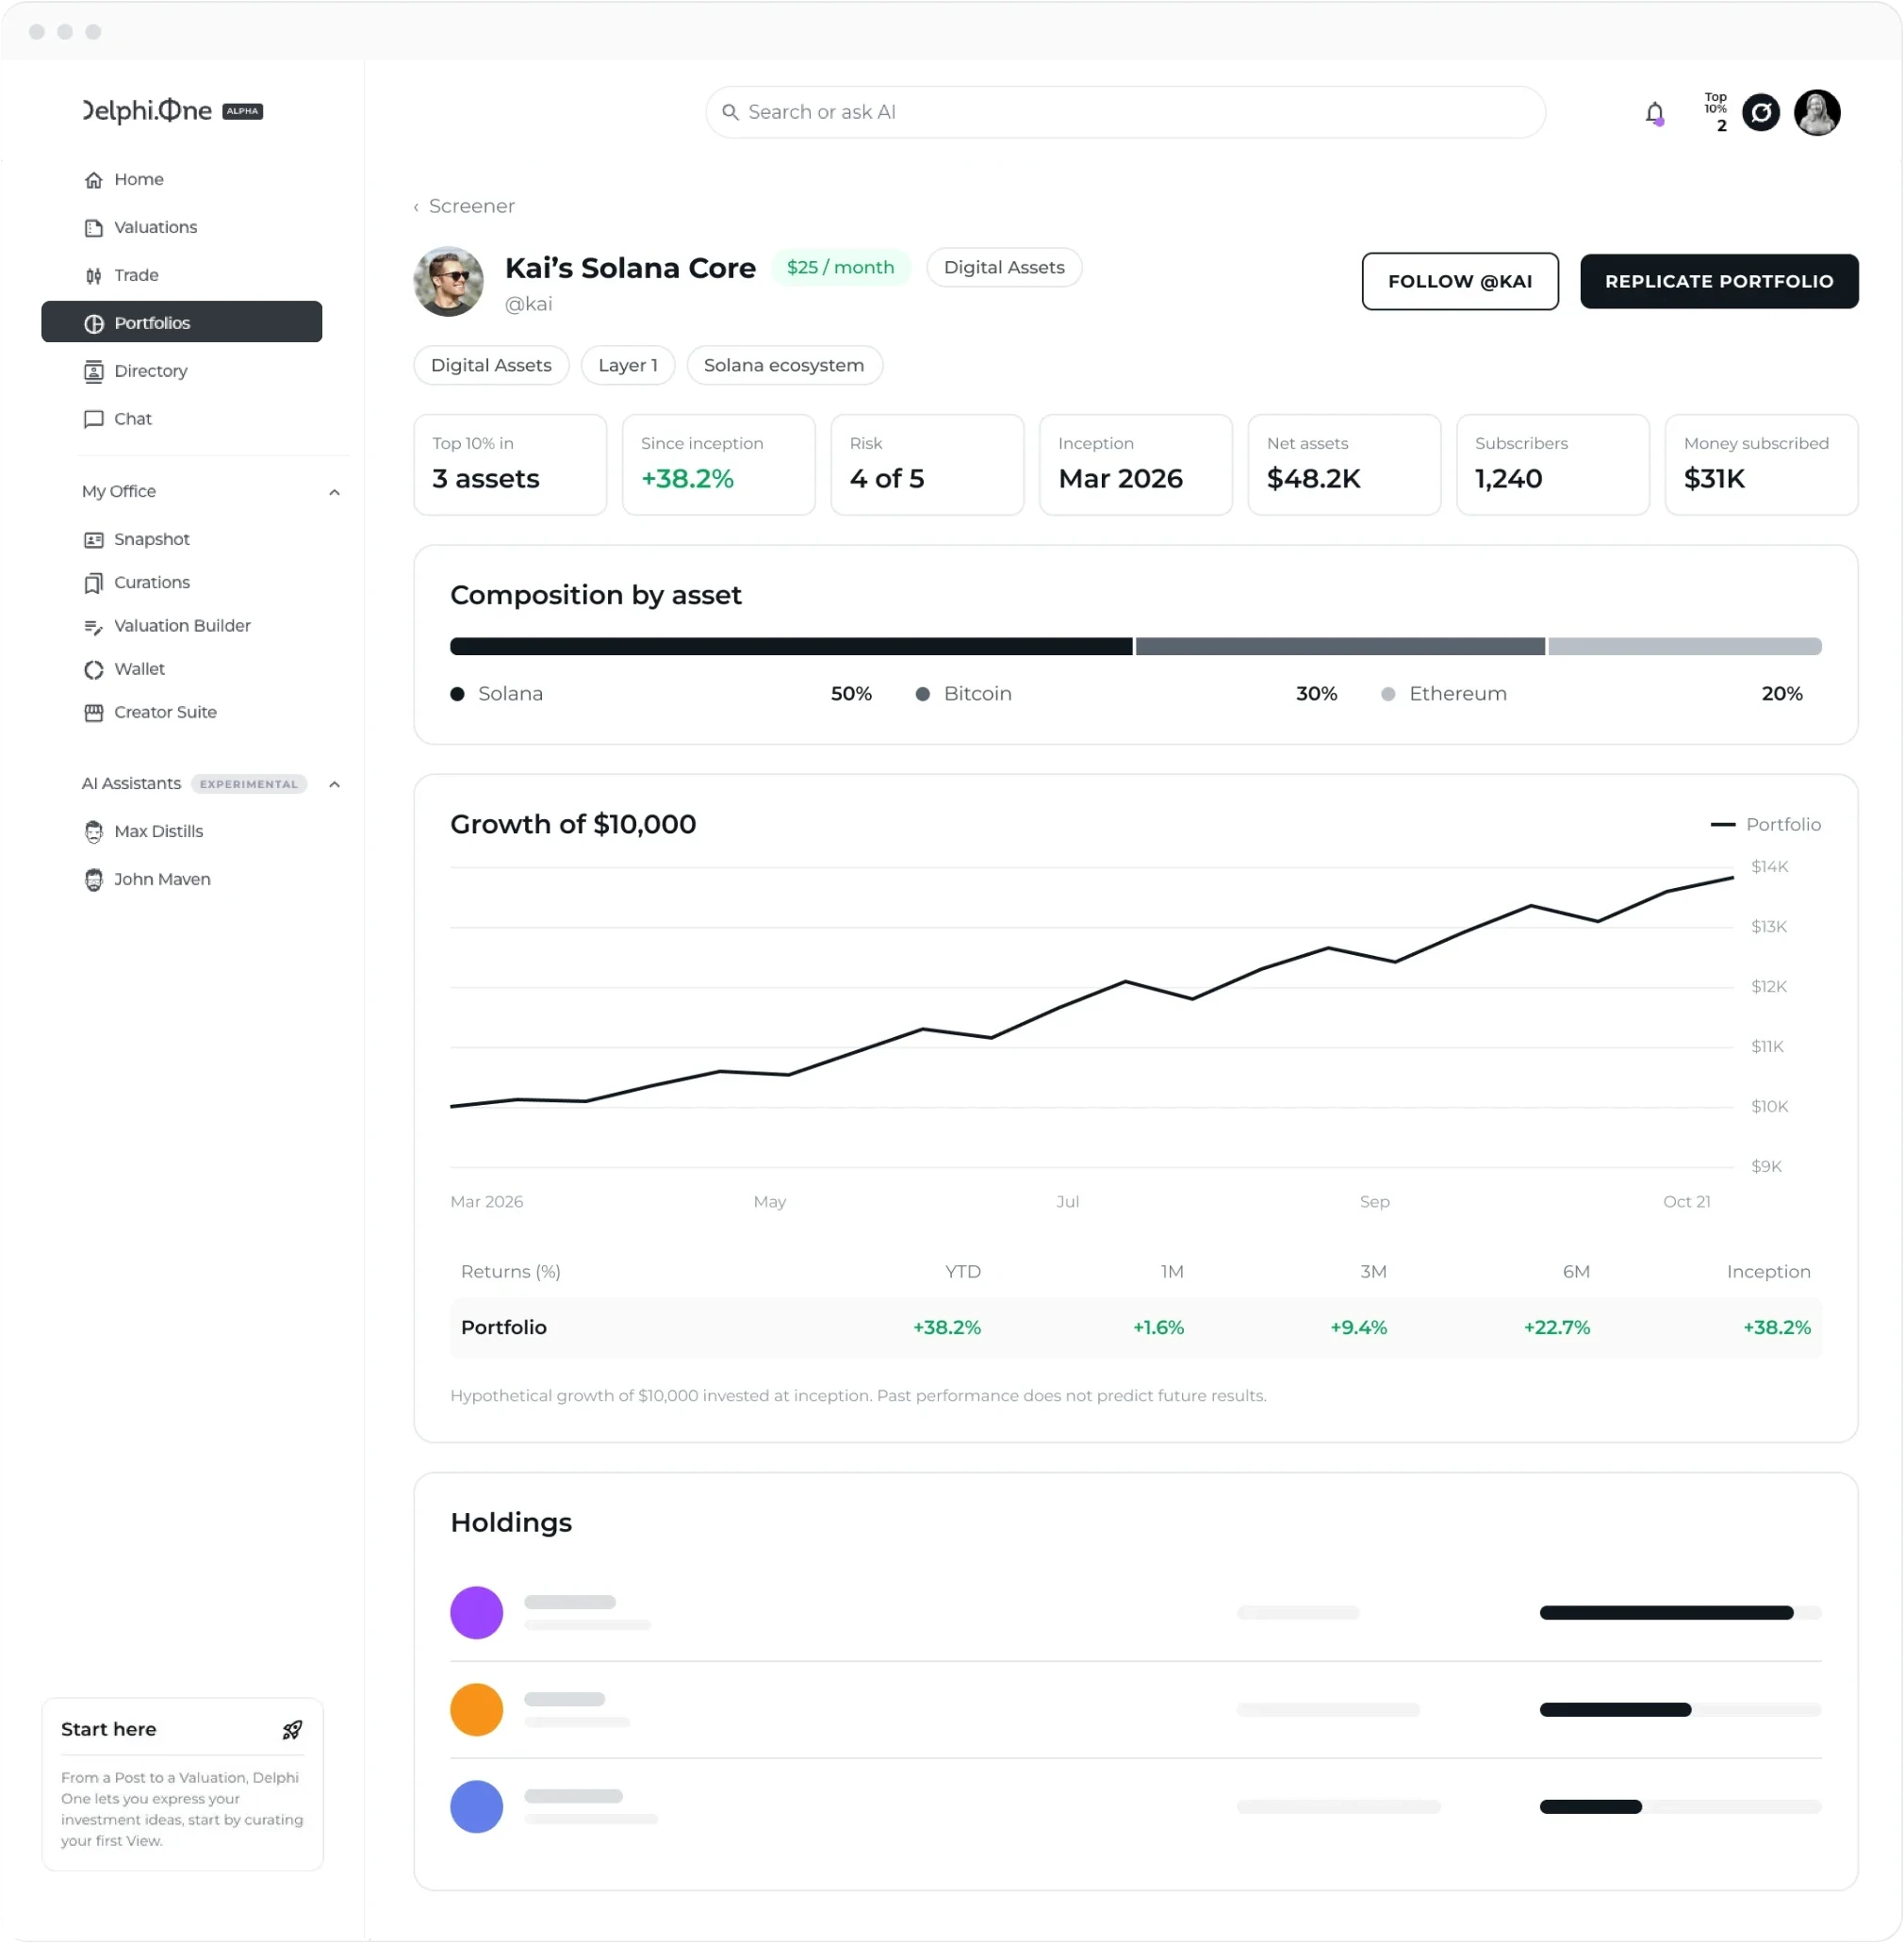 Delphi.One ALPHA
Search or ask AI
Top
10%
2
Home
Valuations
Trade
Portfolios
Directory
Chat
My Office
Snapshot
Curations
Valuation Builder
Wallet
Creator Suite
AI Assistants EXPERIMENTAL
Max Distills
John Maven
Start here
From a Post to a Valuation, Delphi
One lets you express your
investment ideas, start by curating
your first View.
‹ Screener
Kai’s Solana Core $25 / month Digital Assets
@kai
FOLLOW @KAI REPLICATE PORTFOLIO
Digital Assets Layer 1 Solana ecosystem
Top 10% in Since inception Risk Inception Net assets Subscribers Money subscribed
3 assets +38.2% 4 of 5 Mar 2026 $48.2K 1,240 $31K
Composition by asset
Solana 50% Bitcoin 30% Ethereum 20%
Growth of $10,000 Portfolio
$14K
$13K
$12K
$11K
$10K
$9K
Mar 2026 May Jul Sep Oct 21
Returns (%) YTD 1M 3M 6M Inception
Portfolio +38.2% +1.6% +9.4% +22.7% +38.2%
Hypothetical growth of $10,000 invested at inception. Past performance does not predict future results.
Holdings